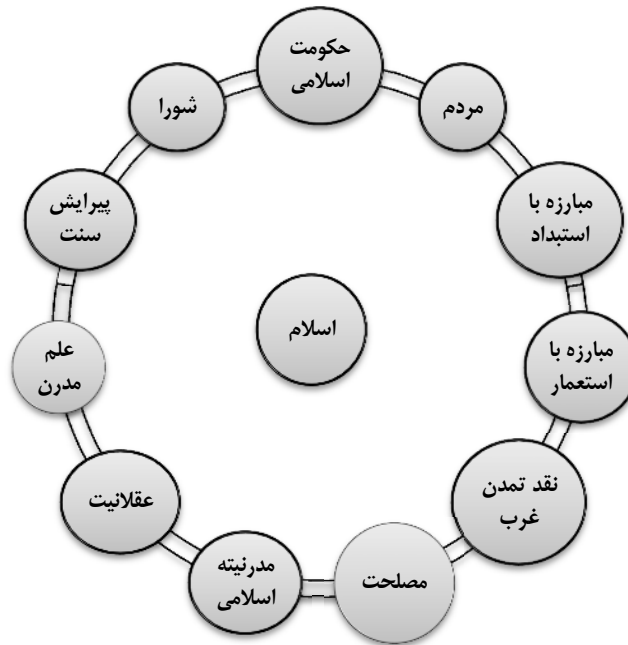 حکومت
اسلامی
مردم
مبارزه با
استبداد
مبارزه با
استعمار
نقد تمدن
غرب
مصلحت
مدرنیته
اسلامی
عقلانیت
علم
مدرن
پیرایش
سنت
شورا
اسلام